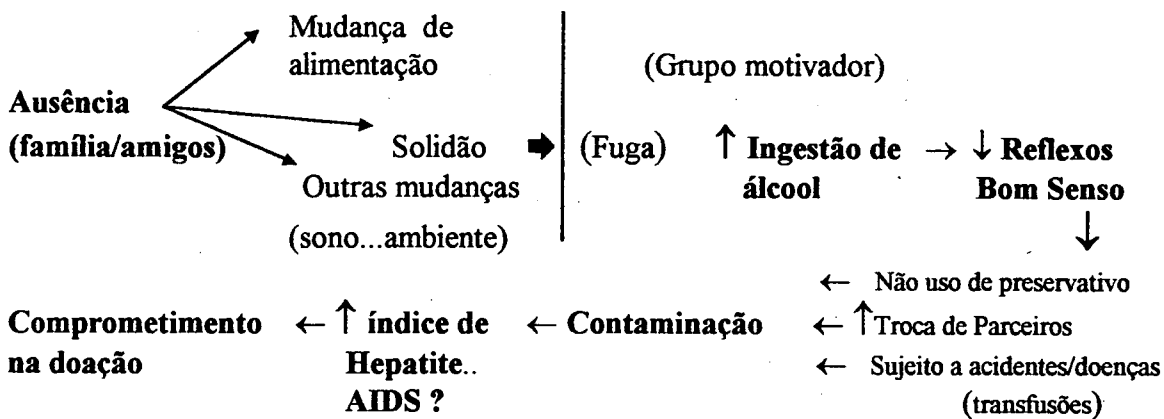 Mudança de
alimentação
(Grupo motivador)
Ausência
(família/amigos)
Solidão
Outras mudanças
(sono...ambiente)
(Fuga)
↑ Ingestão de
álcool
→ ↓ Reflexos
Bom Senso
↓
← Não uso de preservativo
← ↑ Troca de Parceiros
← Sujeito a acidentes/doenças
(transfusões)
← Contaminação
← ↑ índice de
Hepatite..
AIDS ?
Comprometimento
na doação